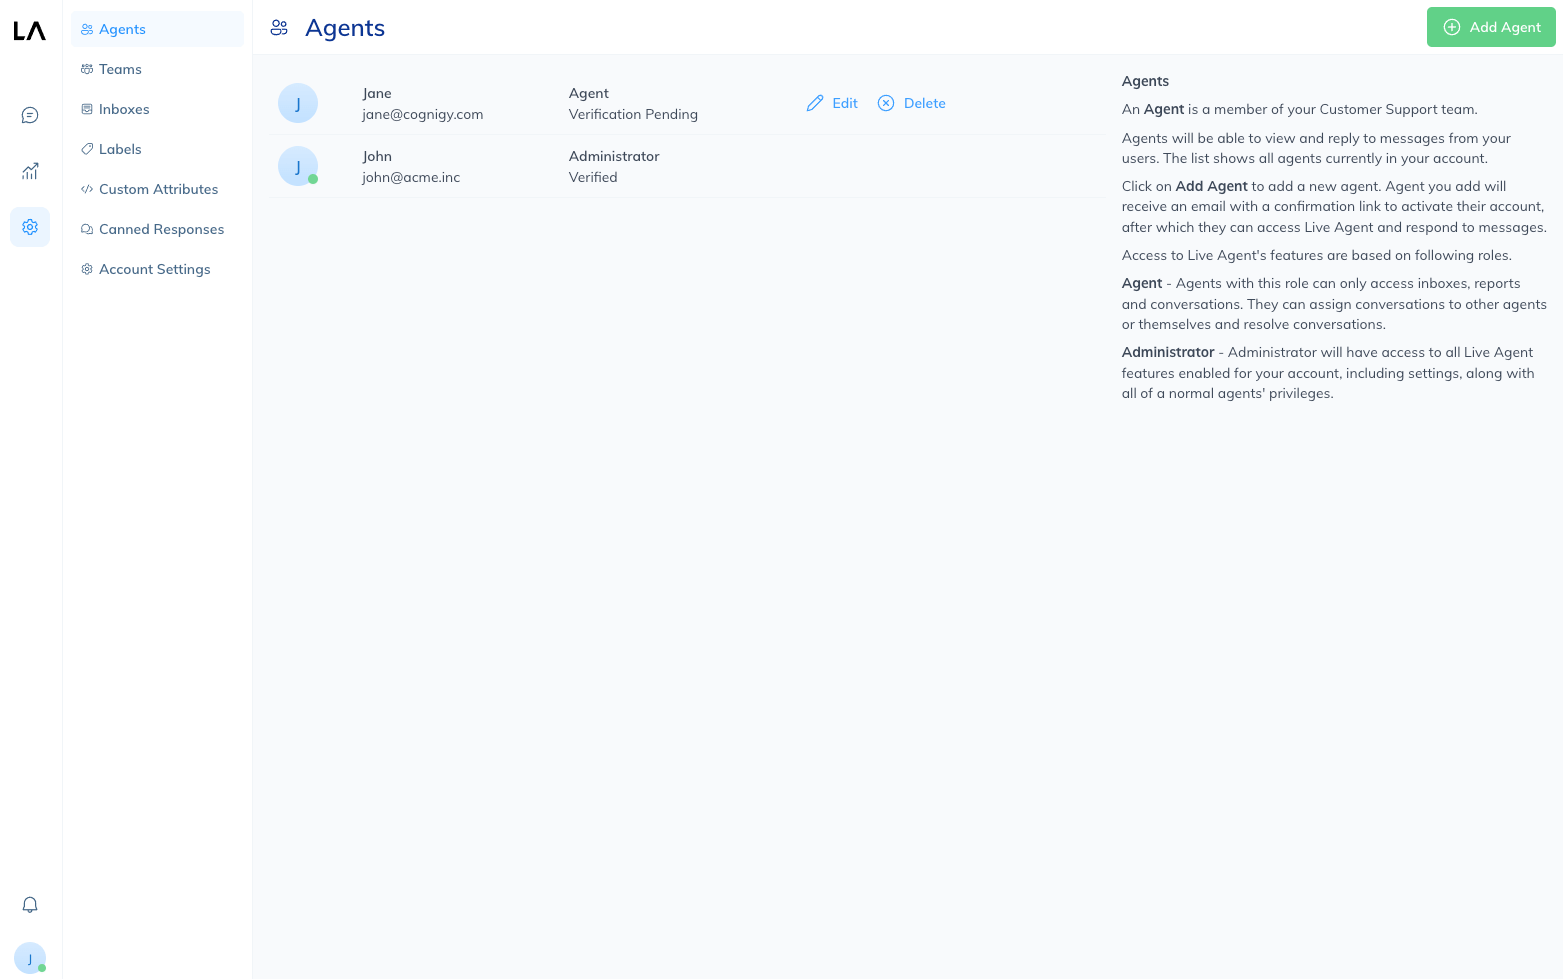 LA
Agents
Teams
Inboxes
Labels
Custom Attributes
Canned Responses
Account Settings
J
Agents
Add Agent
J
Jane
jane@cognigy.com
Agent
Verification Pending
Edit
Delete
J
John
john@acme.inc
Administrator
Verified
Agents
An Agent is a member of your Customer Support team.
Agents will be able to view and reply to messages from your
users. The list shows all agents currently in your account.
Click on Add Agent to add a new agent. Agent you add will
receive an email with a confirmation link to activate their account,
after which they can access Live Agent and respond to messages.
Access to Live Agent's features are based on following roles.
Agent - Agents with this role can only access inboxes, reports
and conversations. They can assign conversations to other agents
or themselves and resolve conversations.
Administrator - Administrator will have access to all Live Agent
features enabled for your account, including settings, along with
all of a normal agents' privileges.